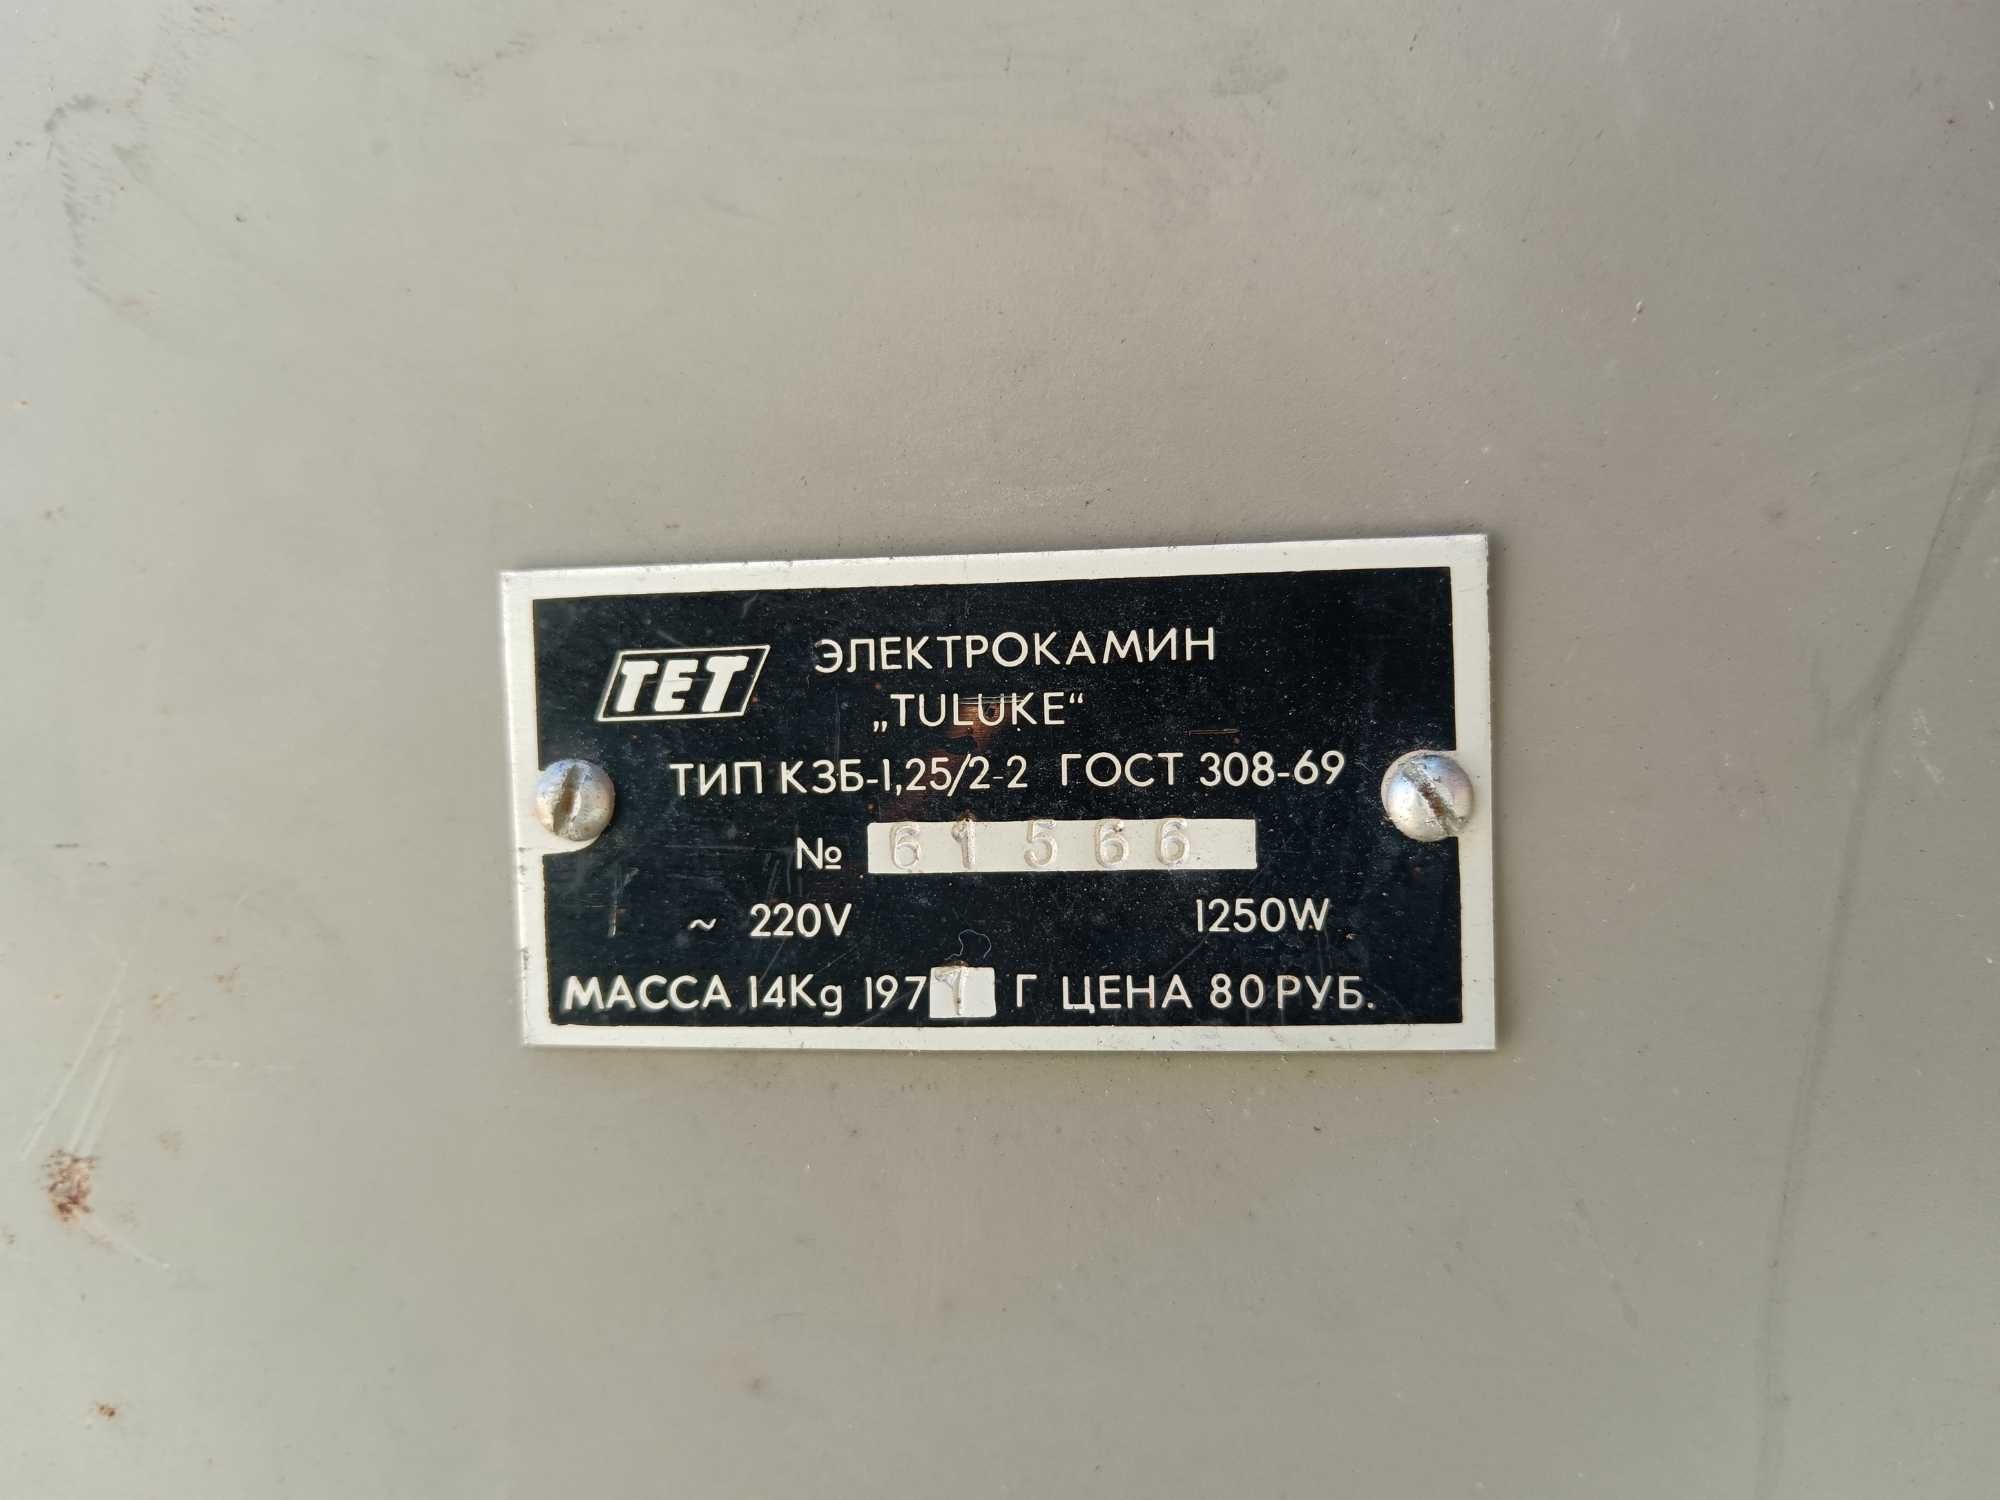 TET ЭЛЕКТРОКАМИН
„TULUKE“
ТИП КЗБ-1,25/2-2 ГОСТ 308-69
№ 61566
~ 220V 1250W
МАССА 14Kg 1977 Г ЦЕНА 80 РУБ.